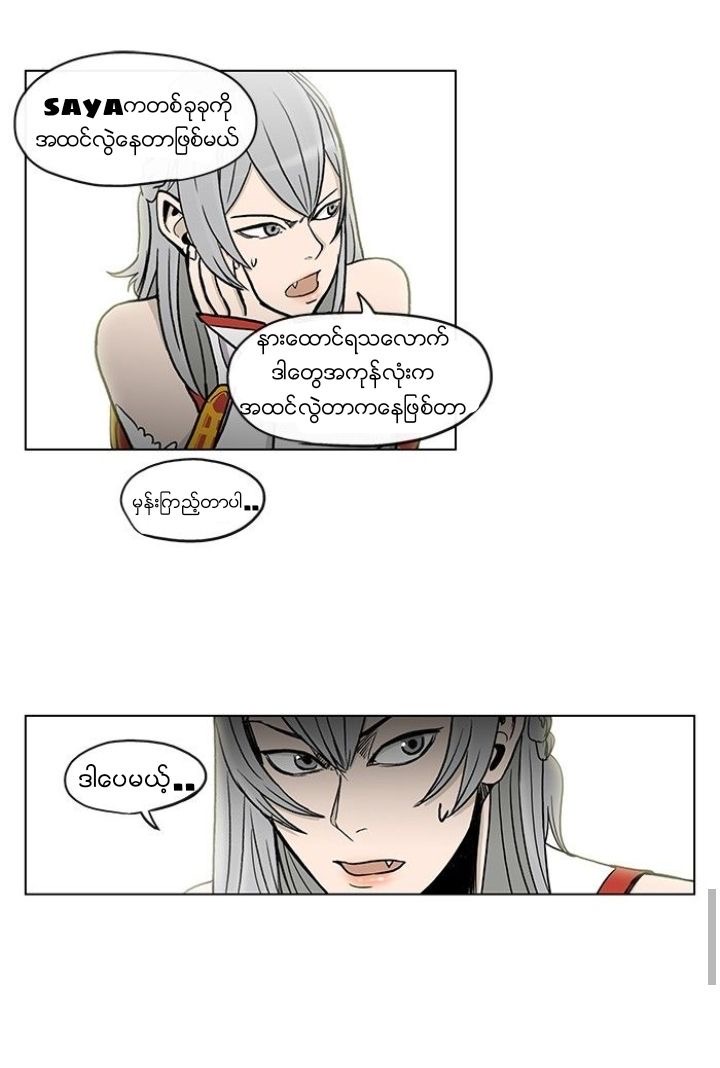 SAYAကတစ်ခုခုကို
အထင်လွဲနေတာဖြစ်မယ်
နားထောင်ရသလောက်
ဒါတွေအကုန်လုံးက
အထင်လွဲတာကနေဖြစ်တာ
မှန်းကြည့်တာပါ..
ဒါပေမယ့်..